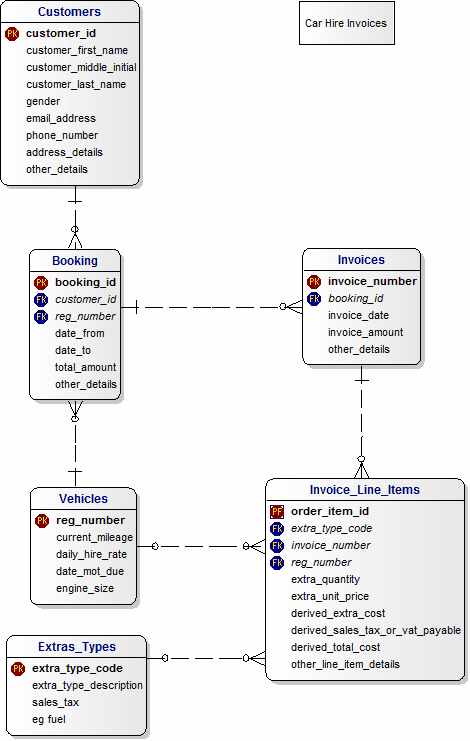 Customers
PK customer_id
customer_first_name
customer_middle_initial
customer_last_name
gender
email_address
phone_number
address_details
other_details
Car Hire Invoices
Booking
PK booking_id
FK customer_id
FK reg_number
date_from
date_to
total_amount
other_details
Invoices
PK invoice_number
FK booking_id
invoice_date
invoice_amount
other_details
Vehicles
PK reg_number
current_mileage
daily_hire_rate
date_mot_due
engine_size
Invoice_Line_Items
PF order_item_id
FK extra_type_code
FK invoice_number
FK reg_number
extra_quantity
extra_unit_price
derived_extra_cost
derived_sales_tax_or_vat_payable
derived_total_cost
other_line_item_details
Extras_Types
PK extra_type_code
extra_type_description
sales_tax
eg fuel